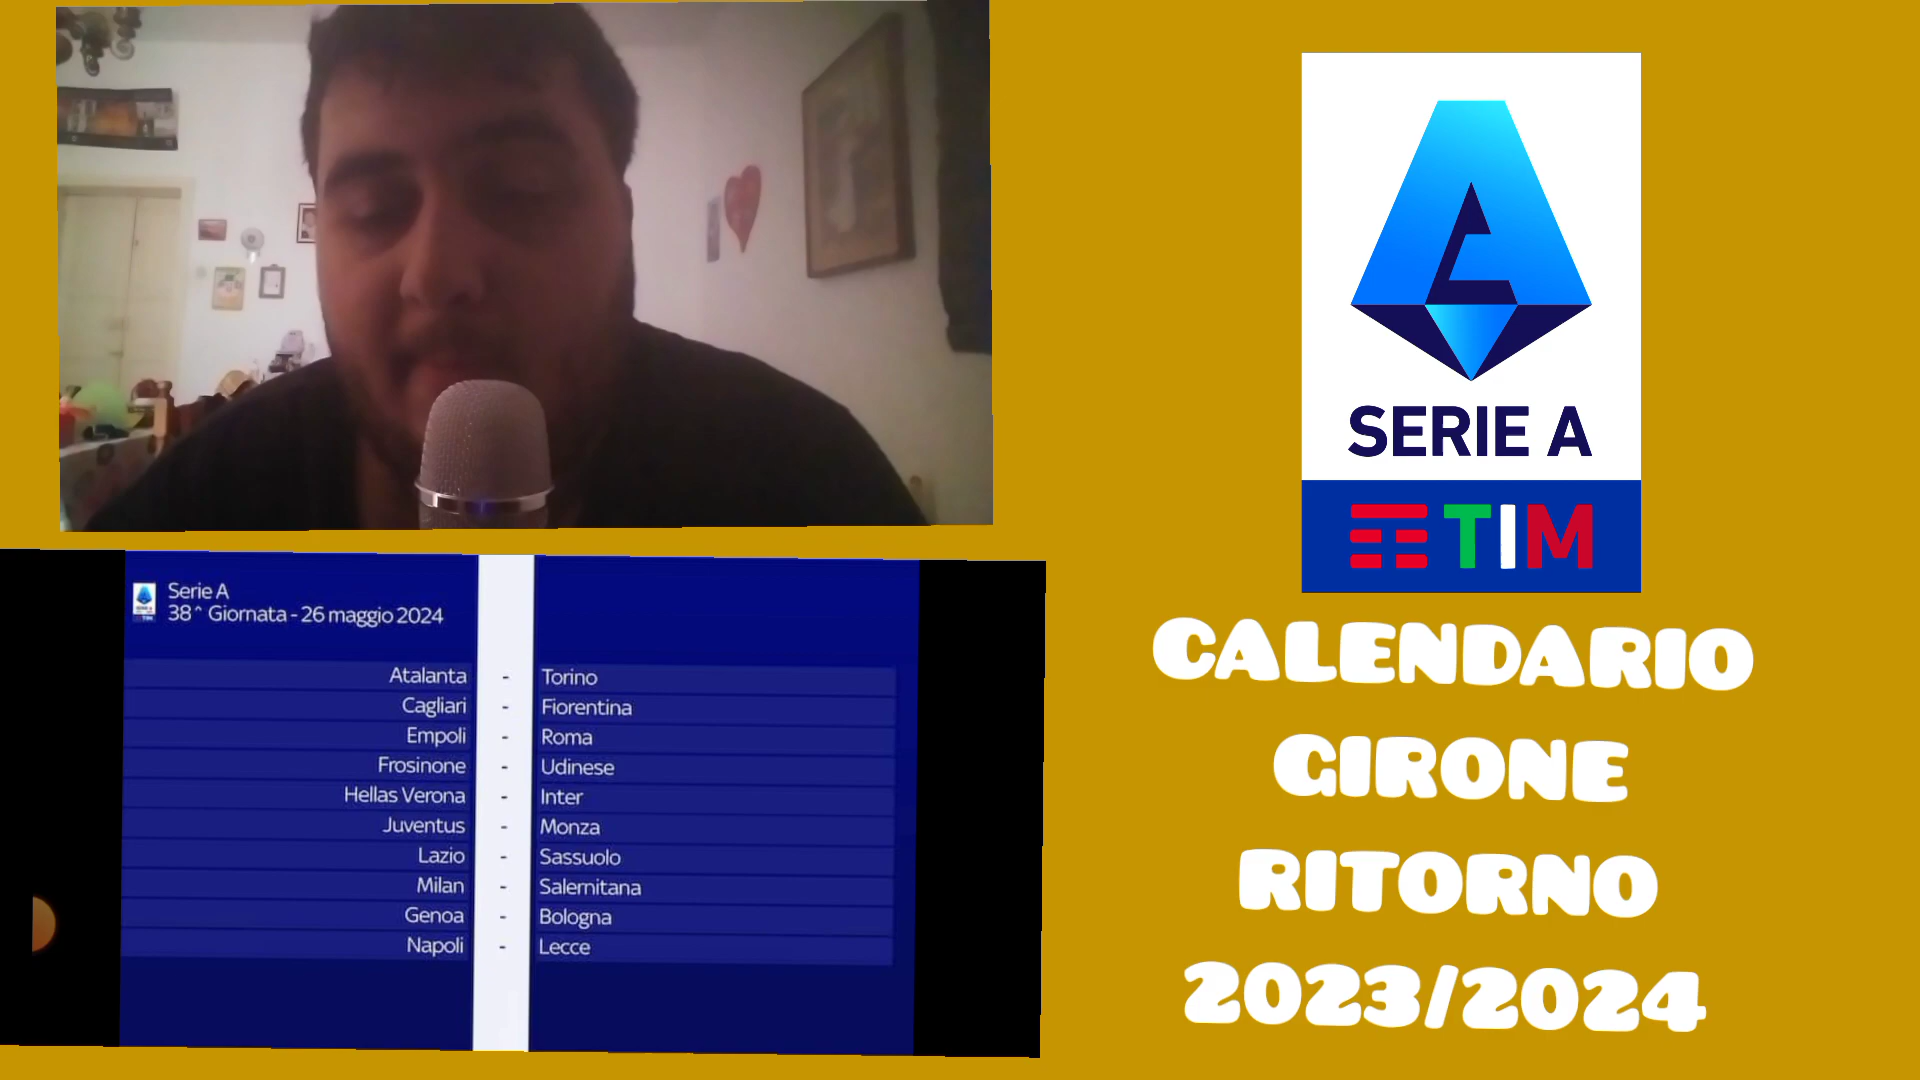 SERIE A
TIM
CALENDARIO
GIRONE
RITORNO
2023/2024
Serie A
38^ Giornata - 26 maggio 2024
Atalanta - Torino
Cagliari - Fiorentina
Empoli - Roma
Frosinone - Udinese
Hellas Verona - Inter
Juventus - Monza
Lazio - Sassuolo
Milan - Salernitana
Genoa - Bologna
Napoli - Lecce